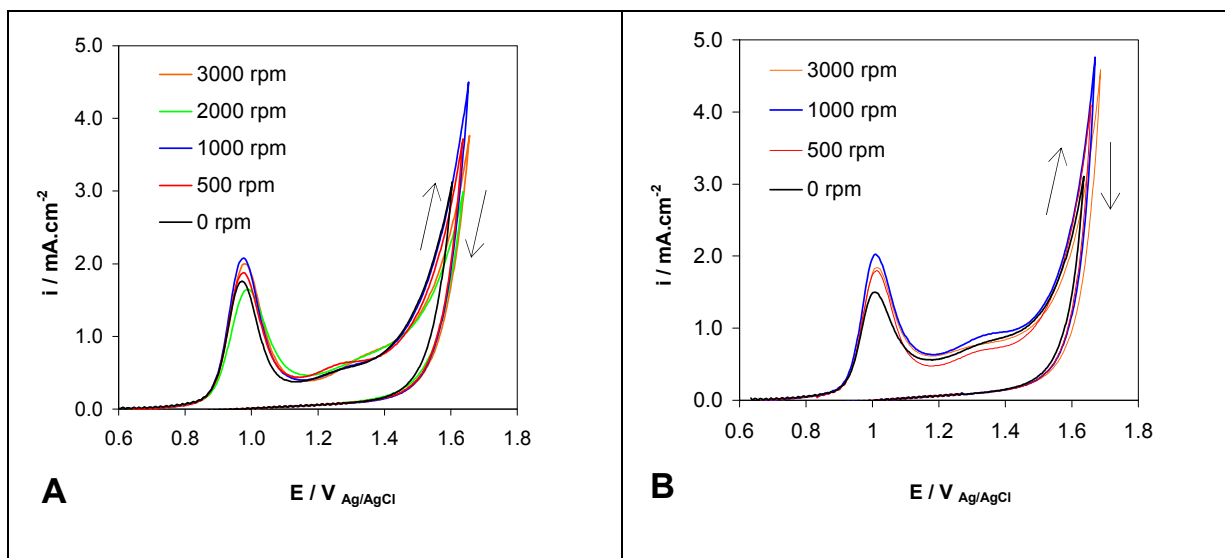 5.0
4.0
3.0
2.0
1.0
0.0
i / mA.cm-2
3000 rpm
2000 rpm
1000 rpm
500 rpm
0 rpm
0.6 0.8 1.0 1.2 1.4 1.6 1.8
A
E / V Ag/AgCl
5.0
4.0
3.0
2.0
1.0
0.0
i / mA.cm-2
3000 rpm
1000 rpm
500 rpm
0 rpm
0.6 0.8 1 1.2 1.4 1.6 1.8
B
E / V Ag/AgCl